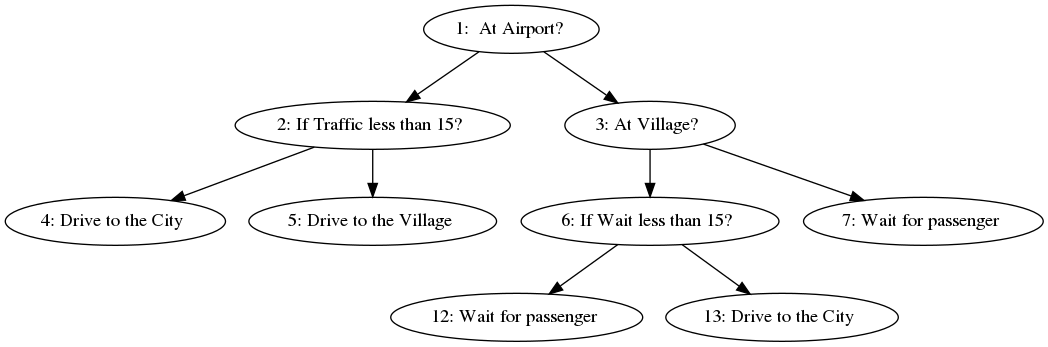 1:  At Airport?
2: If Traffic less than 15?
3: At Village?
4: Drive to the City
5: Drive to the Village
6: If Wait less than 15?
7: Wait for passenger
12: Wait for passenger
13: Drive to the City